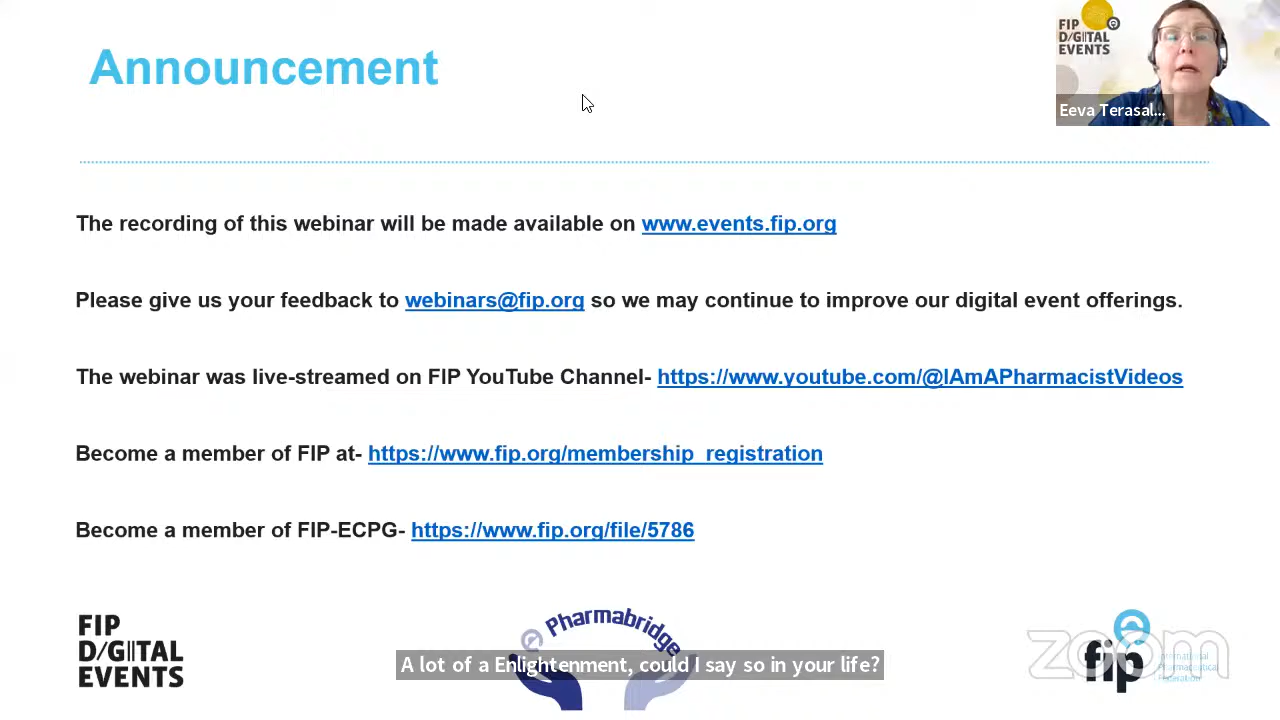 Announcement
FIP
D/G/TAL
EVENTS
Eeva Terasal...
The recording of this webinar will be made available on www.events.fip.org
Please give us your feedback to webinars@fip.org so we may continue to improve our digital event offerings.
The webinar was live-streamed on FIP YouTube Channel- https://www.youtube.com/@IAmAPharmacistVideos
Become a member of FIP at- https://www.fip.org/membership_registration
Become a member of FIP-ECPG- https://www.fip.org/file/5786
FIP
D/G/TAL
EVENTS
Pharmabridge
A lot of a Enlightenment, could I say so in your life?
zoom
fip
International
Pharmaceutical
Federation